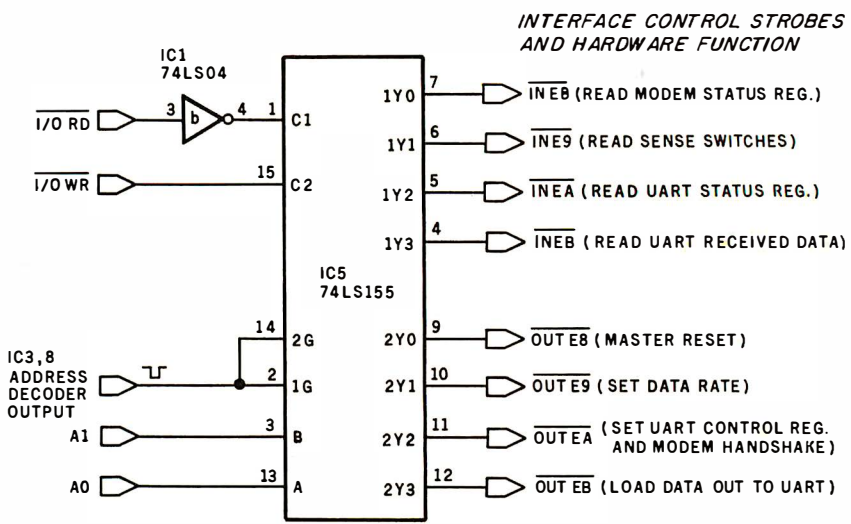 INTERFACE CONTROL STROBES
AND HARDWARE FUNCTION
IC1
74LS04
I/O RD
3
b
4
1
C1
I/O WR
15
C2
IC5
74LS155
14
2G
IC3,8
ADDRESS
DECODER
OUTPUT
2
1G
A1
3
B
A0
13
A
1Y0
7
IN EB (READ MODEM STATUS REG.)
1Y1
6
INE9 (READ SENSE SWITCHES)
1Y2
5
INEA (READ UART STATUS REG.)
1Y3
4
INEB (READ UART RECEIVED DATA)
2Y0
9
OUT E8 (MASTER RESET)
2Y1
10
OUT E9 (SET DATA RATE)
2Y2
11
OUT EA (SET UART CONTROL REG.
AND MODEM HANDSHAKE)
2Y3
12
OUT EB (LOAD DATA OUT TO UART)